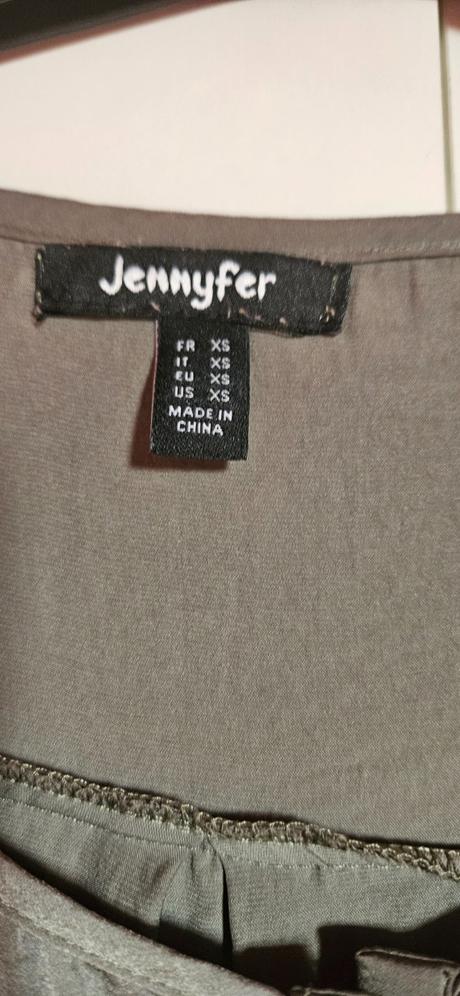 Jennyfer
FR XS
IT XS
EU XS
US XS
MADE IN
CHINA